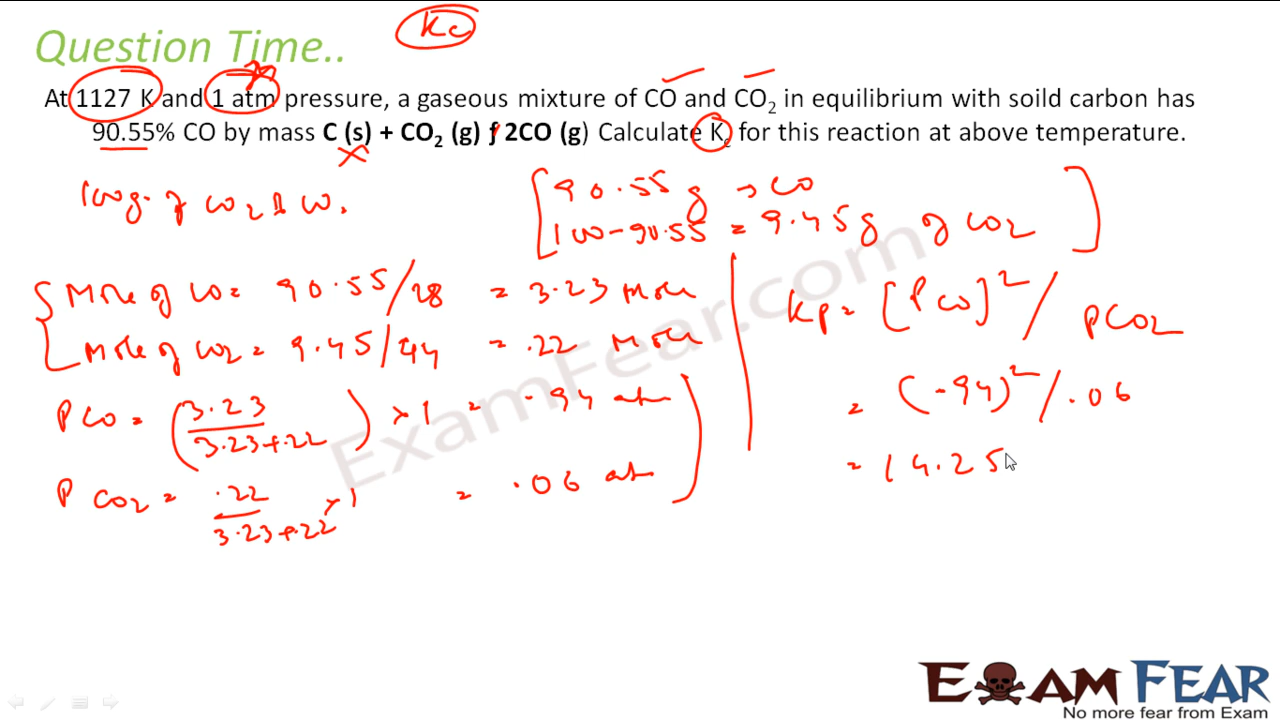 Kc
Question Time..
At 1127 K and 1 atm pressure, a gaseous mixture of CO and CO2 in equilibrium with soild carbon has
90.55% CO by mass C (s) + CO2 (g) ƒ 2CO (g) Calculate Kc for this reaction at above temperature.
100g. of CO2 & CO.
90.55 g → CO
100-90.55 = 9.45g of CO2
Mole of CO = 90.55/28 = 3.23 mole
Mole of CO2 = 9.45/44 = .22 Mole
PCO = (3.23 / 3.23+.22) × 1 = .94 atm
PCO2 = .22 / 3.23+.22 × 1 = .06 atm
Kp = [PCO]2 / PCO2
= (.94)2/.06
= 14.25
ExamFear.com
EXAM FEAR
No more fear from Exam